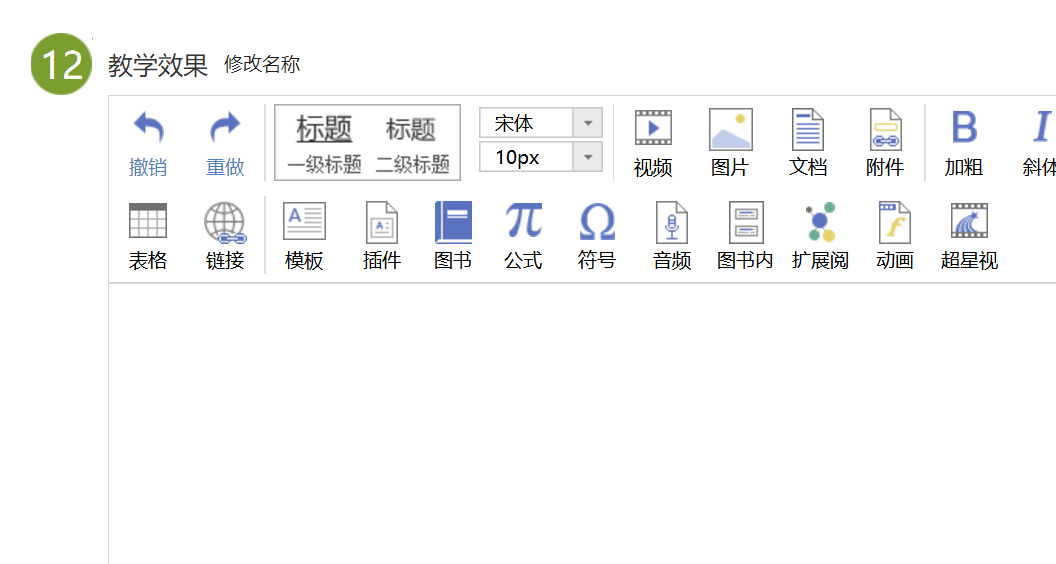 12 教学效果 修改名称
标题 标题 宋体
一级标题 二级标题 10px
撤销 重做 视频 图片 文档 附件 B 加粗 I 斜体
A π Ω
表格 链接 模板 插件 图书 公式 符号 音频 图书内 扩展阅 动画 超星视